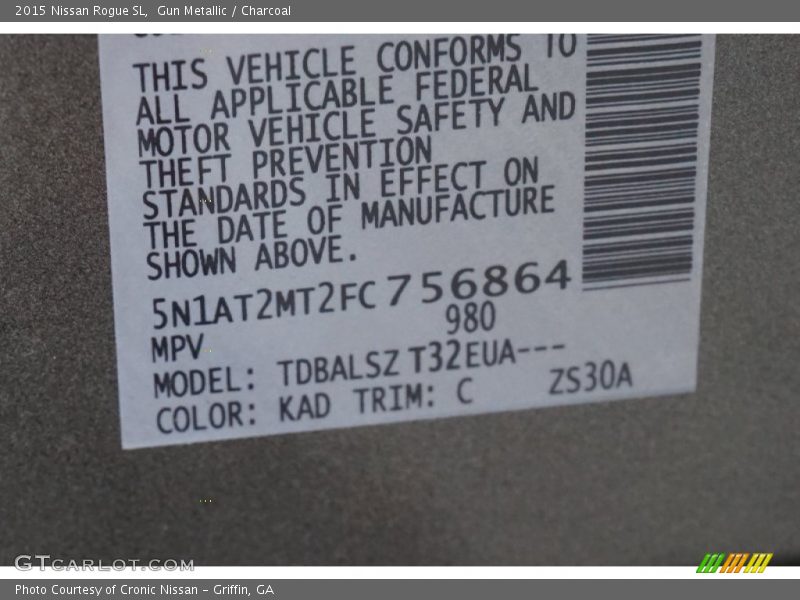 2015 Nissan Rogue SL,  Gun Metallic / Charcoal
THIS VEHICLE CONFORMS TO
ALL APPLICABLE FEDERAL
MOTOR VEHICLE SAFETY AND
THEFT PREVENTION
STANDARDS IN EFFECT ON
THE DATE OF MANUFACTURE
SHOWN ABOVE.
5N1AT2MT2FC756864
980
MPV
MODEL: TDBALSZ T32EUA---
COLOR: KAD TRIM: C ZS30A
GTCARLOT.COM
Photo Courtesy of Cronic Nissan - Griffin, GA